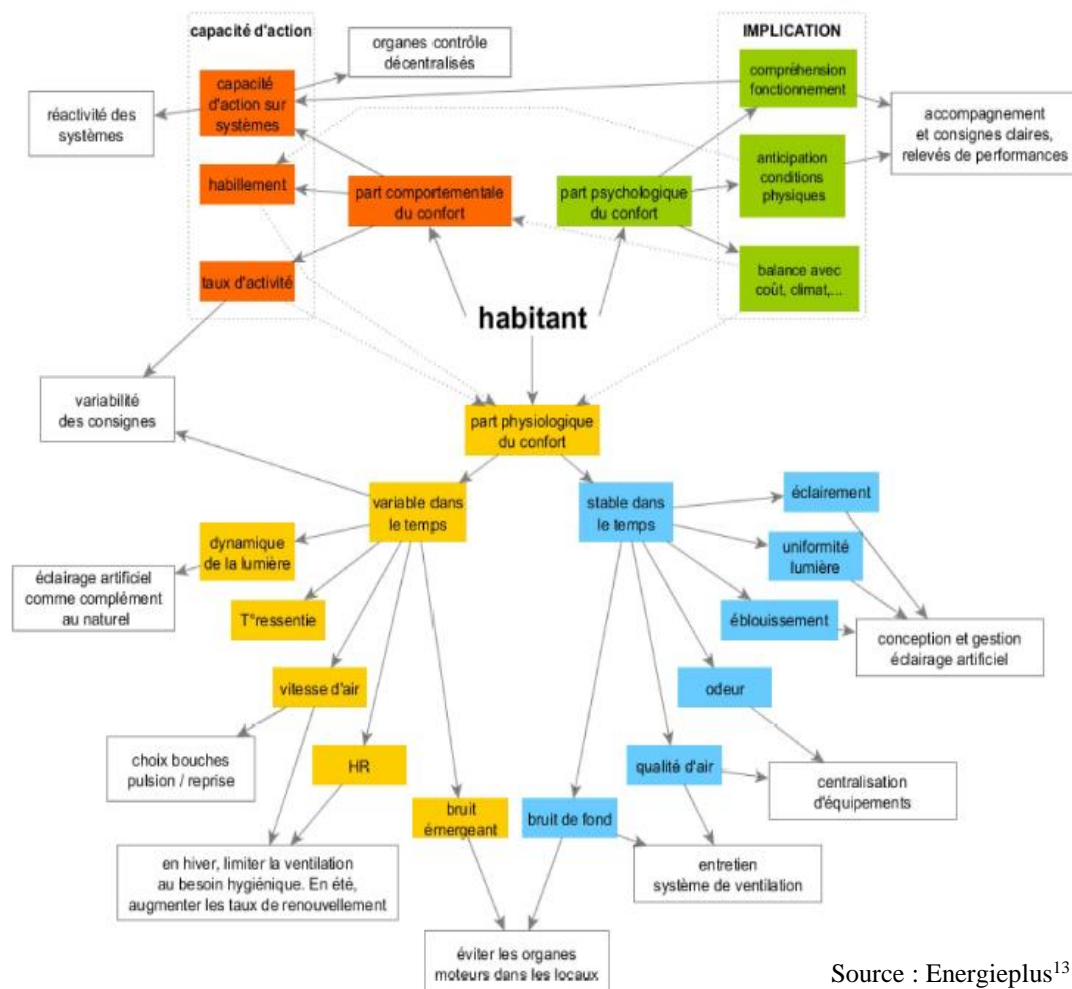 capacité d'action
organes contrôle
décentralisés
IMPLICATION
capacité
d'action sur
systèmes
compréhension
fonctionnement
réactivité des
systèmes
accompagnement
et consignes claires,
relevés de performances
habillement
part comportementale
du confort
part psychologique
du confort
anticipation
conditions
physiques
taux d'activité
balance avec
coût, climat,...
habitant
variabilité
des consignes
part physiologique
du confort
variable dans
le temps
stable dans
le temps
éclairement
dynamique
de la lumière
uniformité
lumière
éclairage artificiel
comme complément
au naturel
T°ressentie
éblouissement
conception et gestion
éclairage artificiel
vitesse d'air
odeur
choix bouches
pulsion / reprise
HR
qualité d'air
centralisation
d'équipements
bruit
émergeant
bruit de fond
en hiver, limiter la ventilation
au besoin hygiénique. En été,
augmenter les taux de renouvellement
entretien
système de ventilation
éviter les organes
moteurs dans les locaux
Source : Energieplus¹³